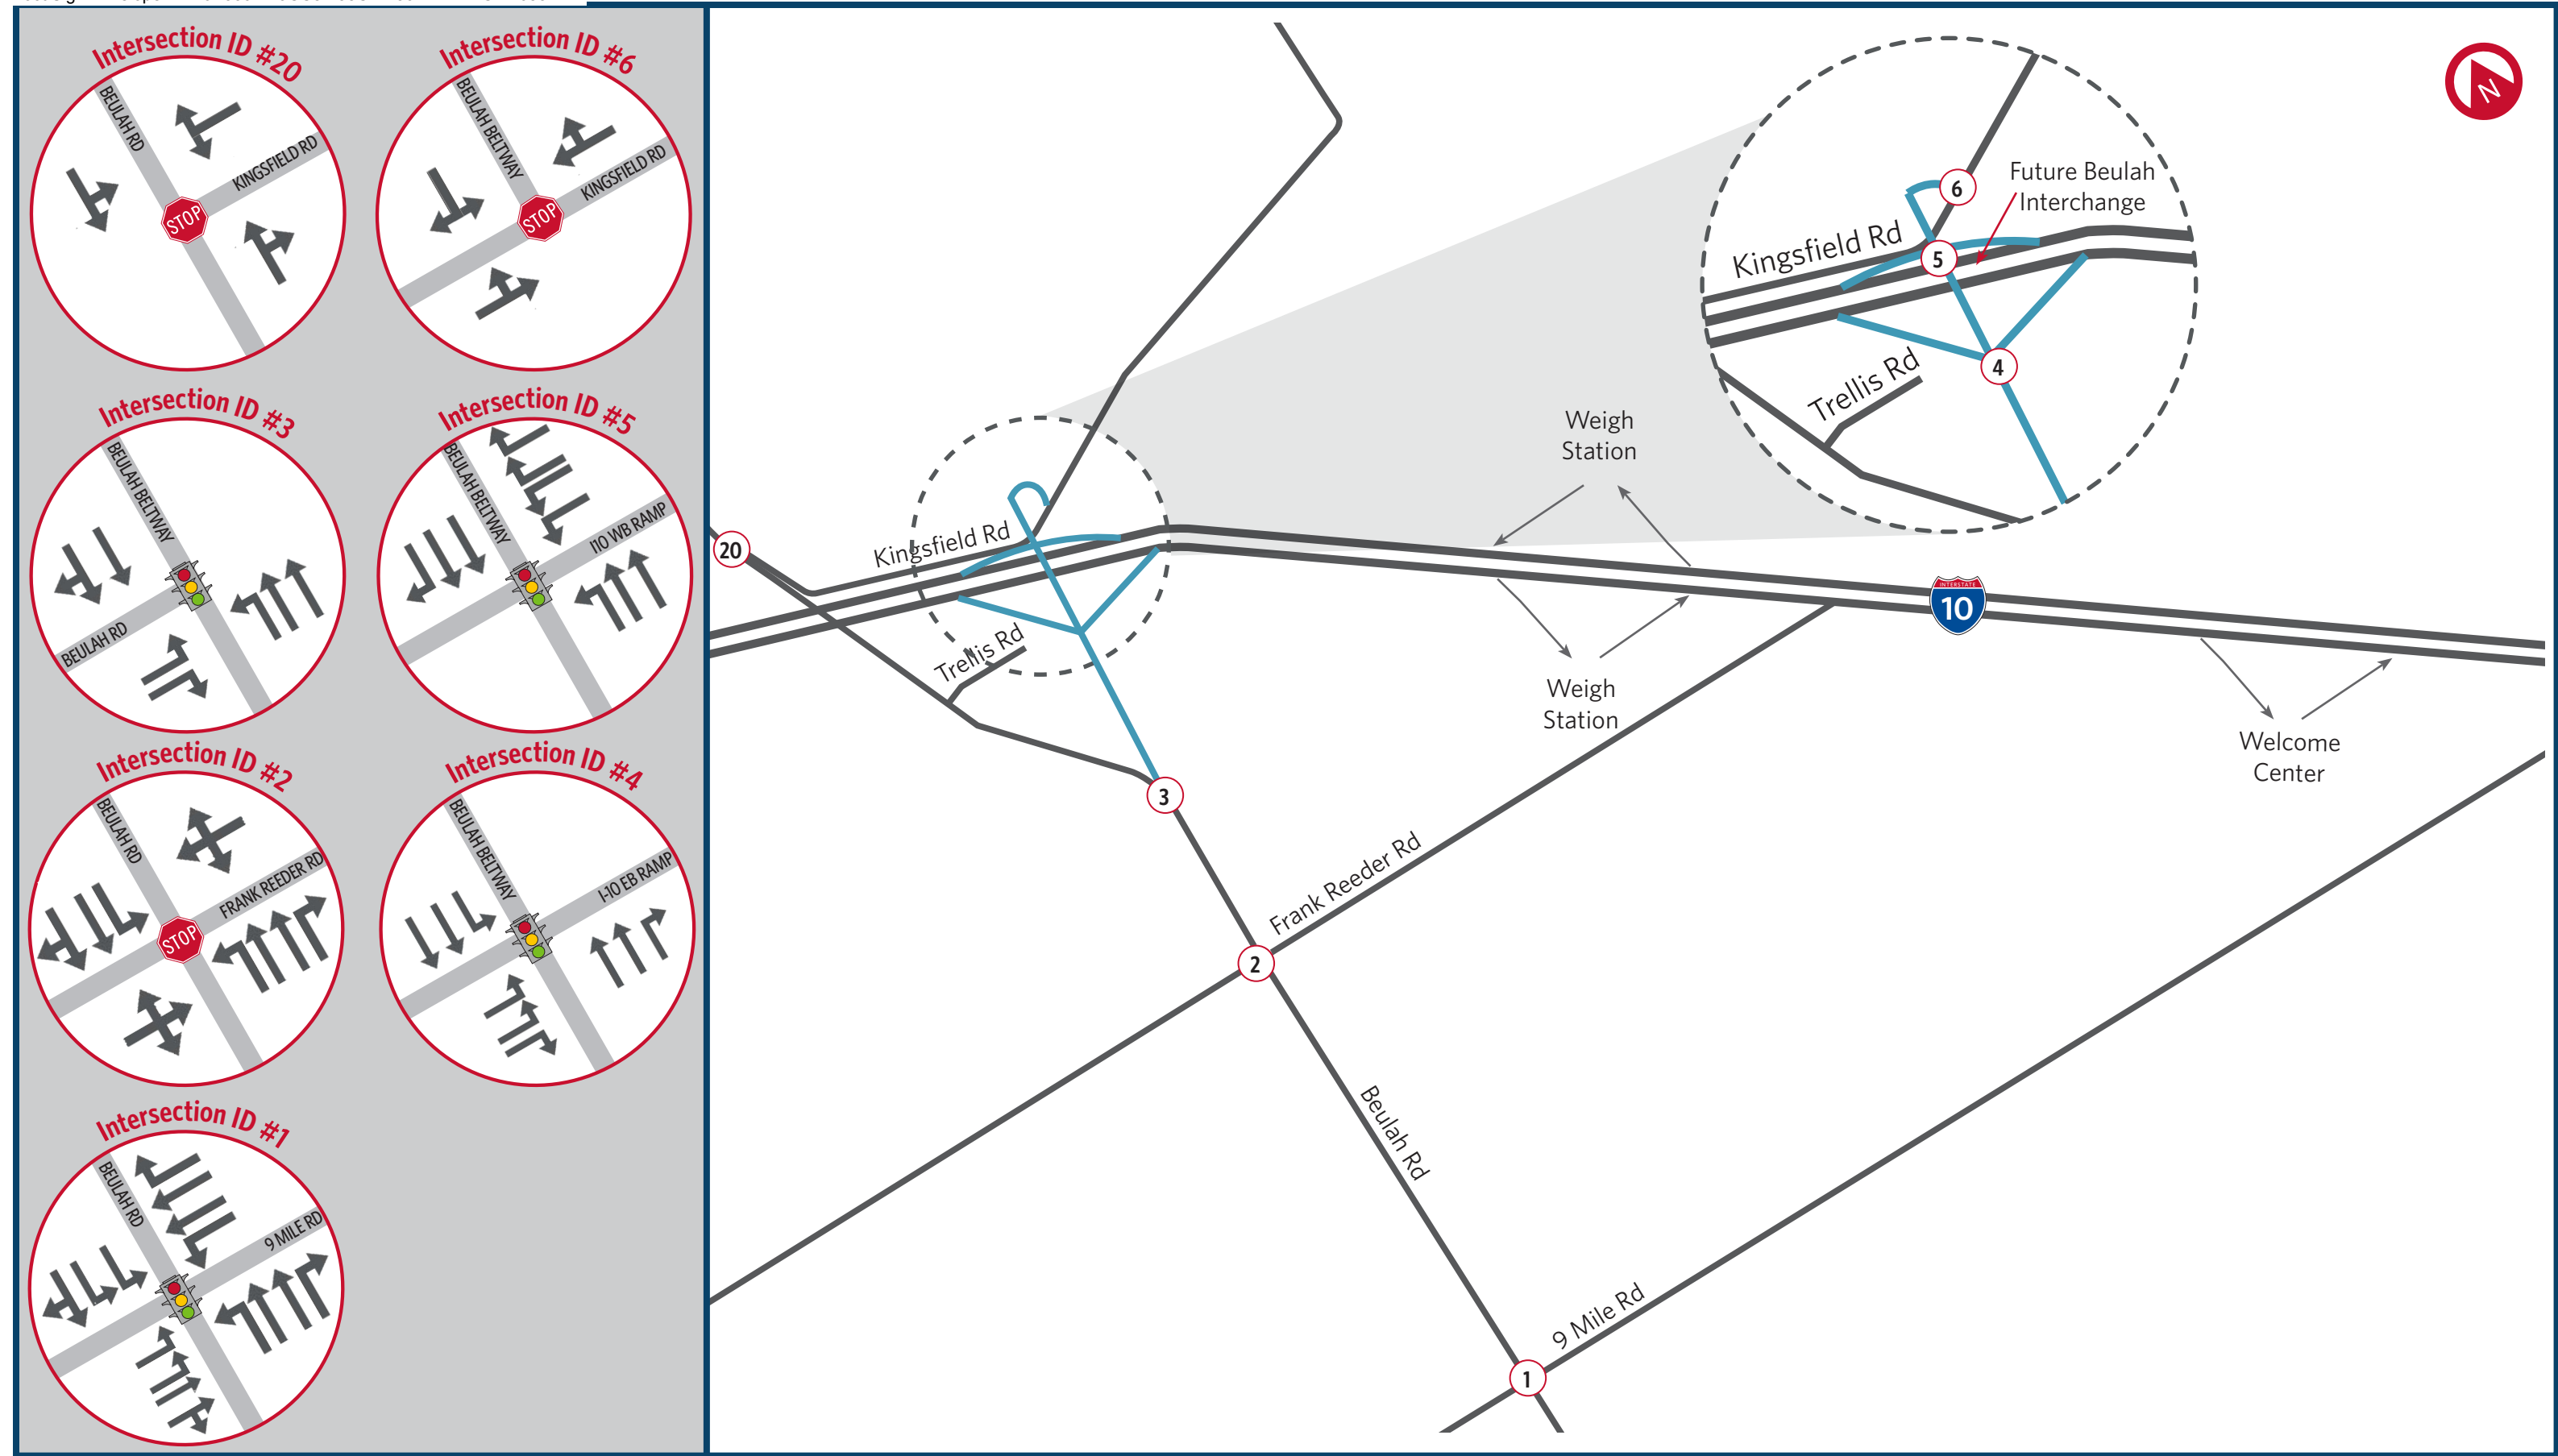 Intersection ID #20
BEULAH RD
KINGSFIELD RD
STOP
Intersection ID #6
BEULAH BELTWAY
KINGSFIELD RD
STOP
Intersection ID #3
BEULAH BELTWAY
BEULAH RD
Intersection ID #5
BEULAH BELTWAY
I10 WB RAMP
Intersection ID #2
BEULAH RD
FRANK REEDER RD
STOP
Intersection ID #4
BEULAH BELTWAY
I-10 EB RAMP
Intersection ID #1
BEULAH RD
9 MILE RD
N
6
Future Beulah
Interchange
Kingsfield Rd
5
4
Trellis Rd
Weigh
Station
20
Kingsfield Rd
INTERSTATE
10
Trellis Rd
Weigh
Station
Welcome
Center
3
Frank Reeder Rd
2
Beulah Rd
9 Mile Rd
1